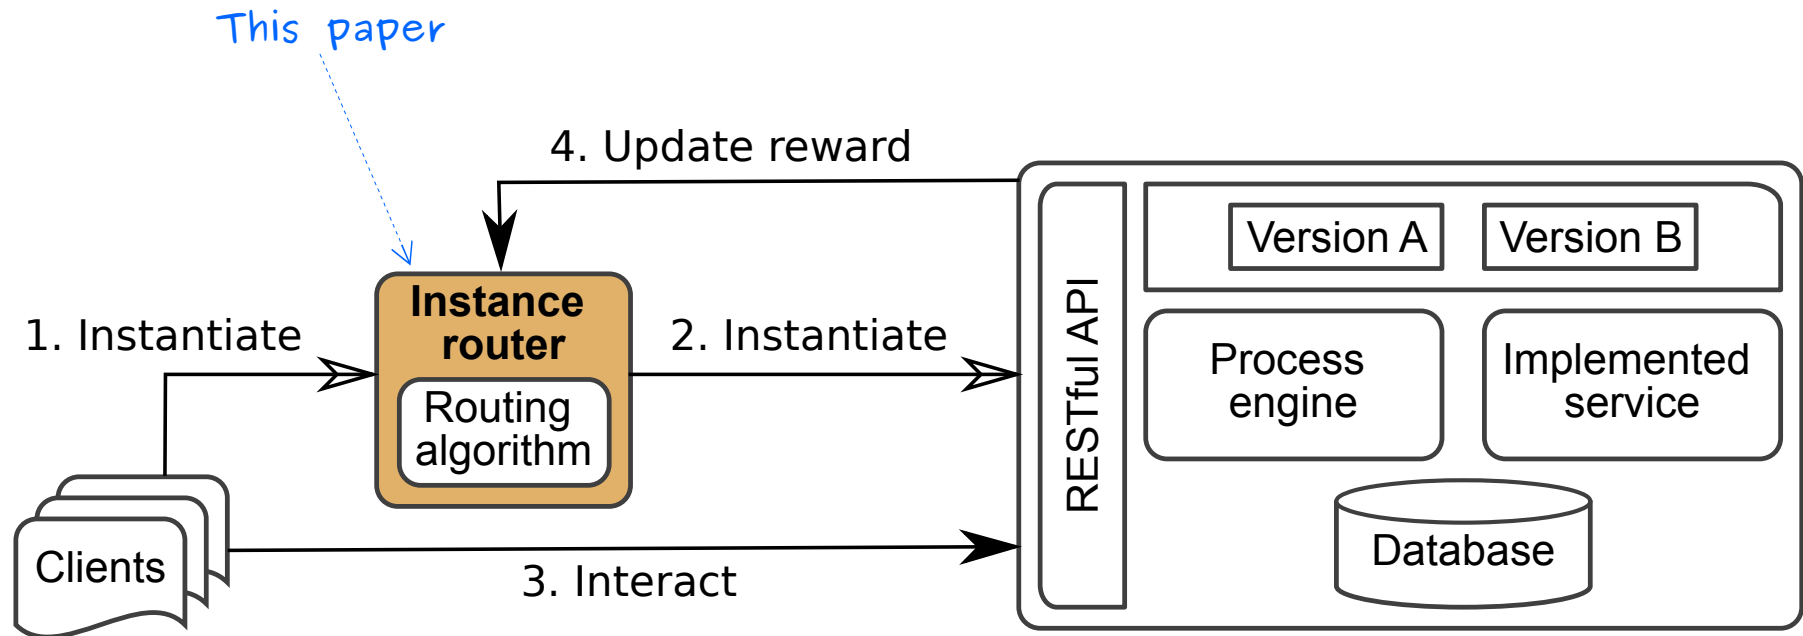 This paper
4. Update reward
1. Instantiate
Instance
router
Routing
algorithm
2. Instantiate
3. Interact
Clients
RESTful API
Version A
Version B
Process
engine
Implemented
service
Database